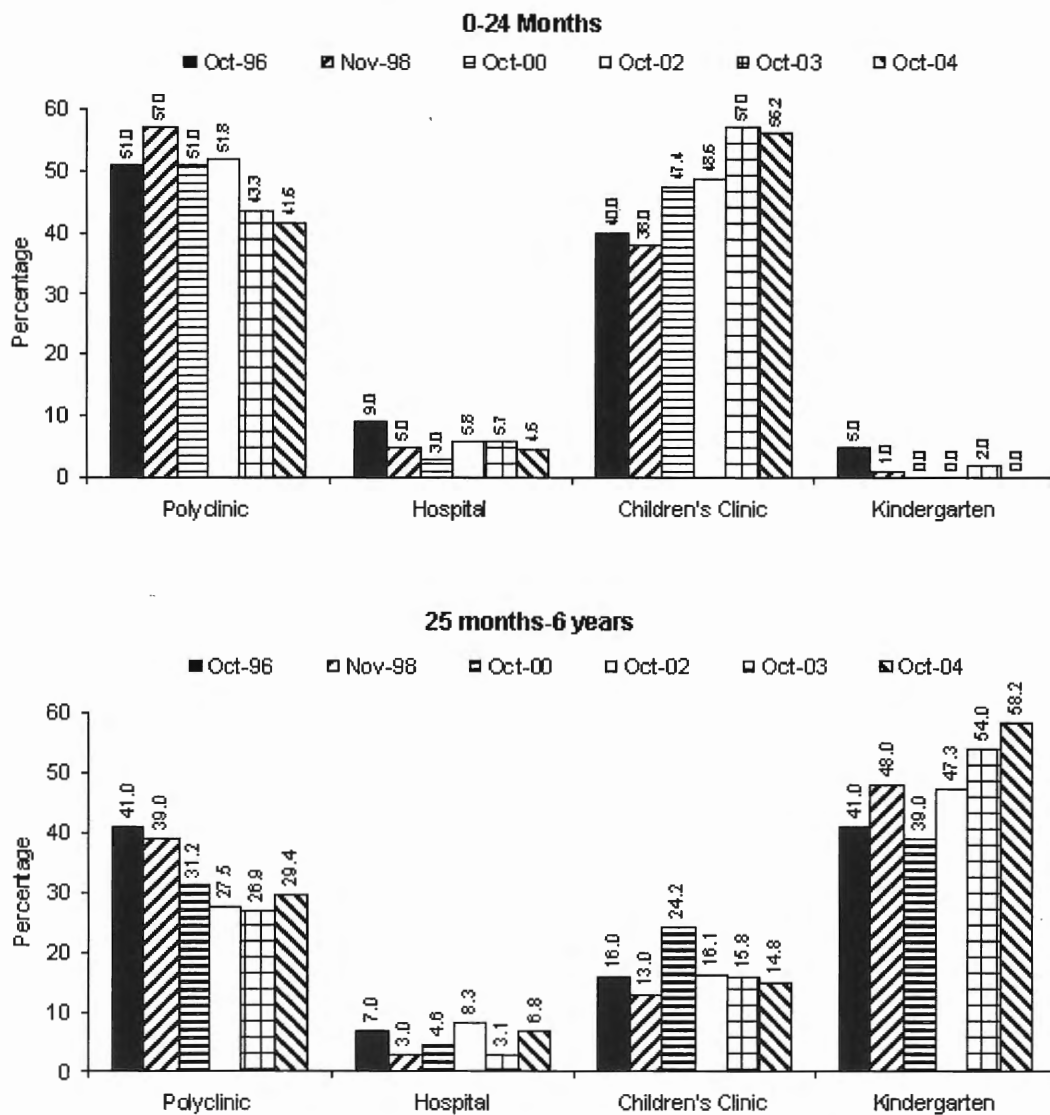 0-24 Months
Oct-96 Nov-98 Oct-00 Oct-02 Oct-03 Oct-04
60
50
40
30
20
10
0
Percentage
51.0 57.0 51.0 51.8 43.3 41.6
9.0 5.0 3.0 5.8 5.7 4.6
40.0 38.0 47.4 48.6 57.0 56.2
5.0 1.0 0.0 0.0 2.0 0.0
Polyclinic Hospital Children's Clinic Kindergarten
25 months-6 years
Oct-96 Nov-98 Oct-00 Oct-02 Oct-03 Oct-04
60
50
40
30
20
10
0
Percentage
41.0 39.0 31.2 27.5 26.9 29.4
7.0 3.0 4.6 8.3 3.1 6.8
16.0 13.0 24.2 16.1 15.8 14.8
41.0 48.0 39.0 47.3 54.0 58.2
Polyclinic Hospital Children's Clinic Kindergarten